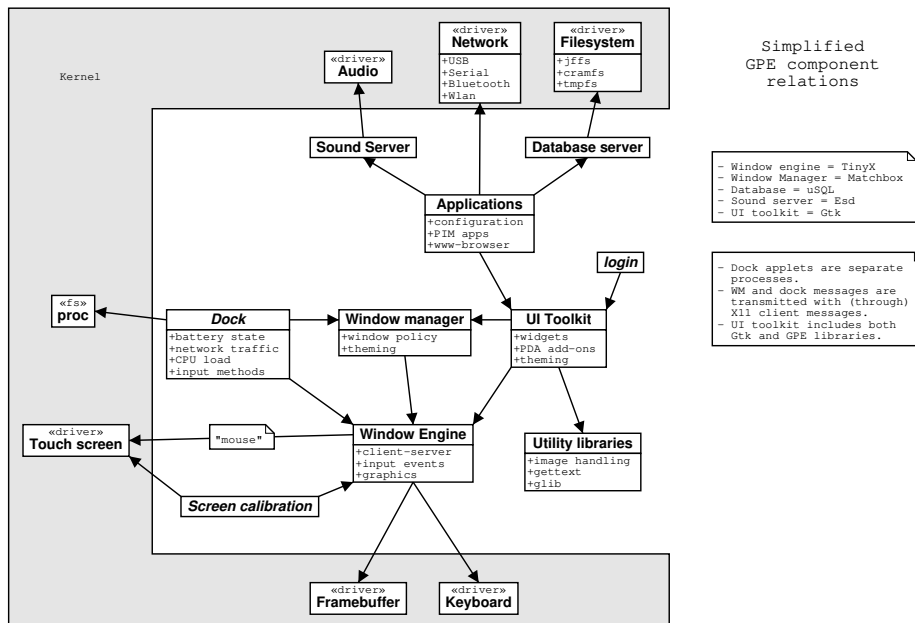 Kernel
«driver»
Audio
«driver»
Network
+USB
+Serial
+Bluetooth
+Wlan
«driver»
Filesystem
+jffs
+cramfs
+tmpfs
Simplified
GPE component
relations
Sound Server
Database server
- Window engine = TinyX
- Window Manager = Matchbox
- Database = uSQL
- Sound server = Esd
- UI toolkit = Gtk
Applications
+configuration
+PIM apps
+www-browser
login
- Dock applets are separate
processes.
- WM and dock messages are
transmitted with (through)
X11 client messages.
- UI toolkit includes both
Gtk and GPE libraries.
«fs»
proc
Dock
+battery state
+network traffic
+CPU load
+input methods
Window manager
+window policy
+theming
UI Toolkit
+widgets
+PDA add-ons
+theming
«driver»
Touch screen
"mouse"
Window Engine
+client-server
+input events
+graphics
Utility libraries
+image handling
+gettext
+glib
Screen calibration
«driver»
Framebuffer
«driver»
Keyboard